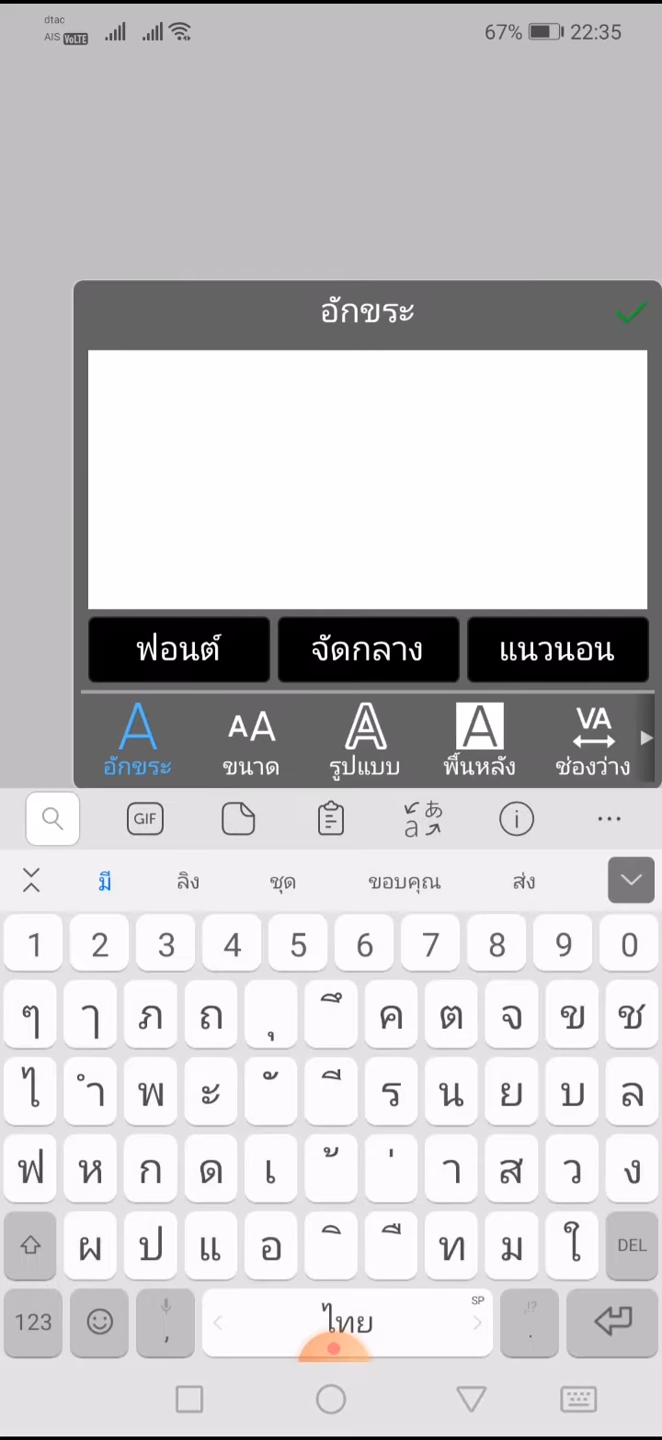 dtac
AIS VoLTE
67% 22:35
อักขระ
ฟอนต์ จัดกลาง แนวนอน
A AA A A VA
อักขระ ขนาด รูปแบบ พื้นหลัง ช่องว่าง
GIF あ a i ...
มี ลิง ชุด ขอบคุณ ส่ง
1 2 3 4 5 6 7 8 9 0
ๆ ๅ ภ ถ ุ ึ ค ต จ ข ช
ไ ำ พ ะ ั ี ร น ย บ ล
ฟ ห ก ด เ ้ ่ า ส ว ง
ผ ป แ อ ิ ื ท ม ใ DEL
123 , ไทย SP ,!? .